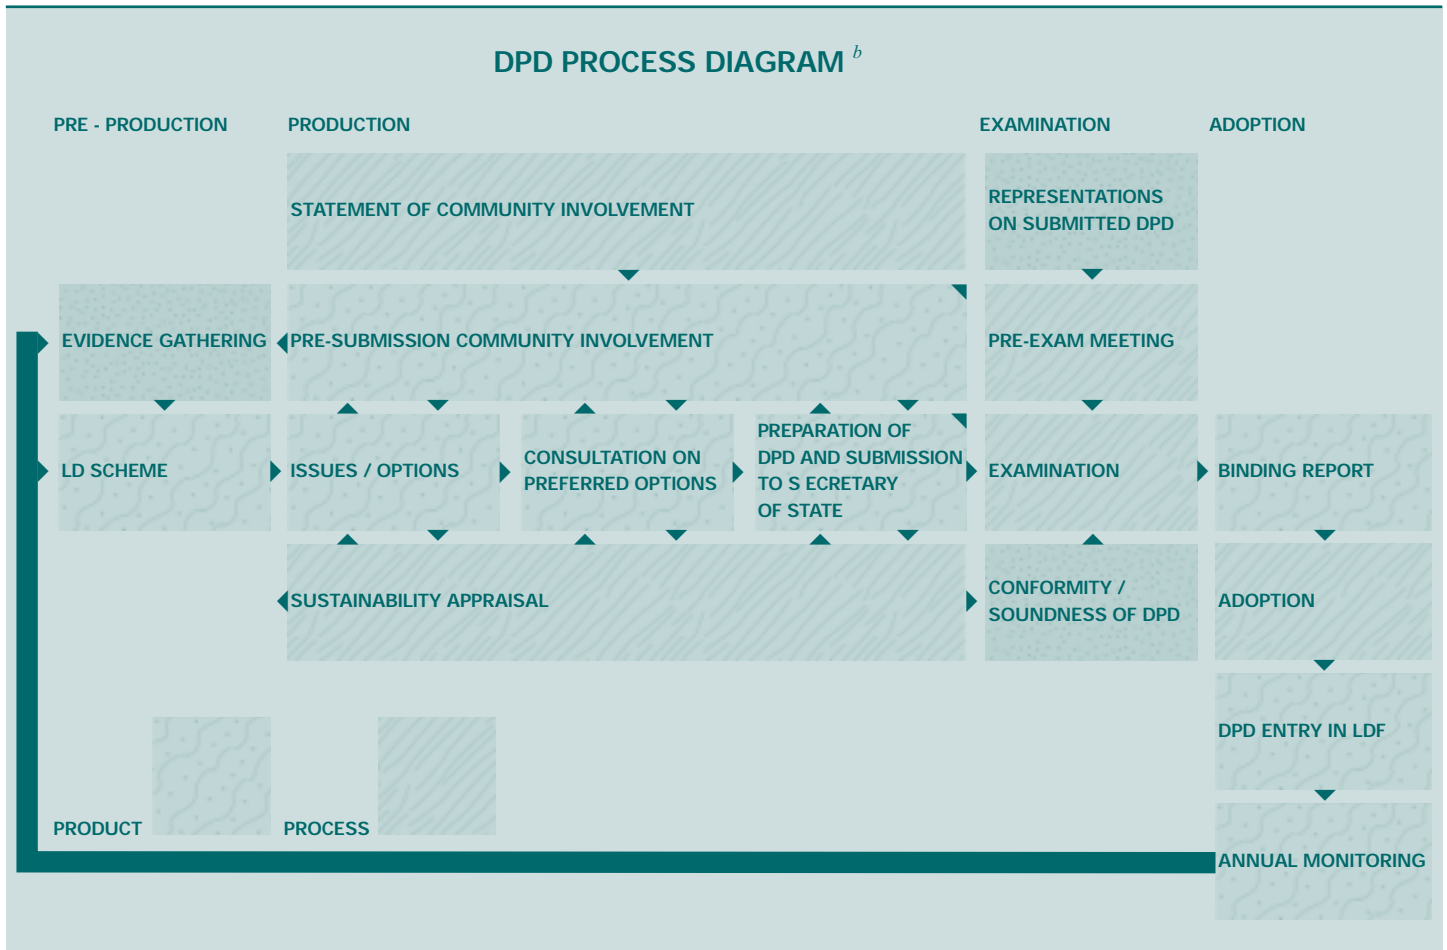 DPD PROCESS DIAGRAM b
PRE - PRODUCTION
PRODUCTION
EXAMINATION
ADOPTION
STATEMENT OF COMMUNITY INVOLVEMENT
REPRESENTATIONS
ON SUBMITTED DPD
EVIDENCE GATHERING
PRE-SUBMISSION COMMUNITY INVOLVEMENT
PRE-EXAM MEETING
LD SCHEME
ISSUES / OPTIONS
CONSULTATION ON
PREFERRED OPTIONS
PREPARATION OF
DPD AND SUBMISSION
TO S ECRETARY
OF STATE
EXAMINATION
BINDING REPORT
SUSTAINABILITY APPRAISAL
CONFORMITY /
SOUNDNESS OF DPD
ADOPTION
DPD ENTRY IN LDF
PRODUCT
PROCESS
ANNUAL MONITORING